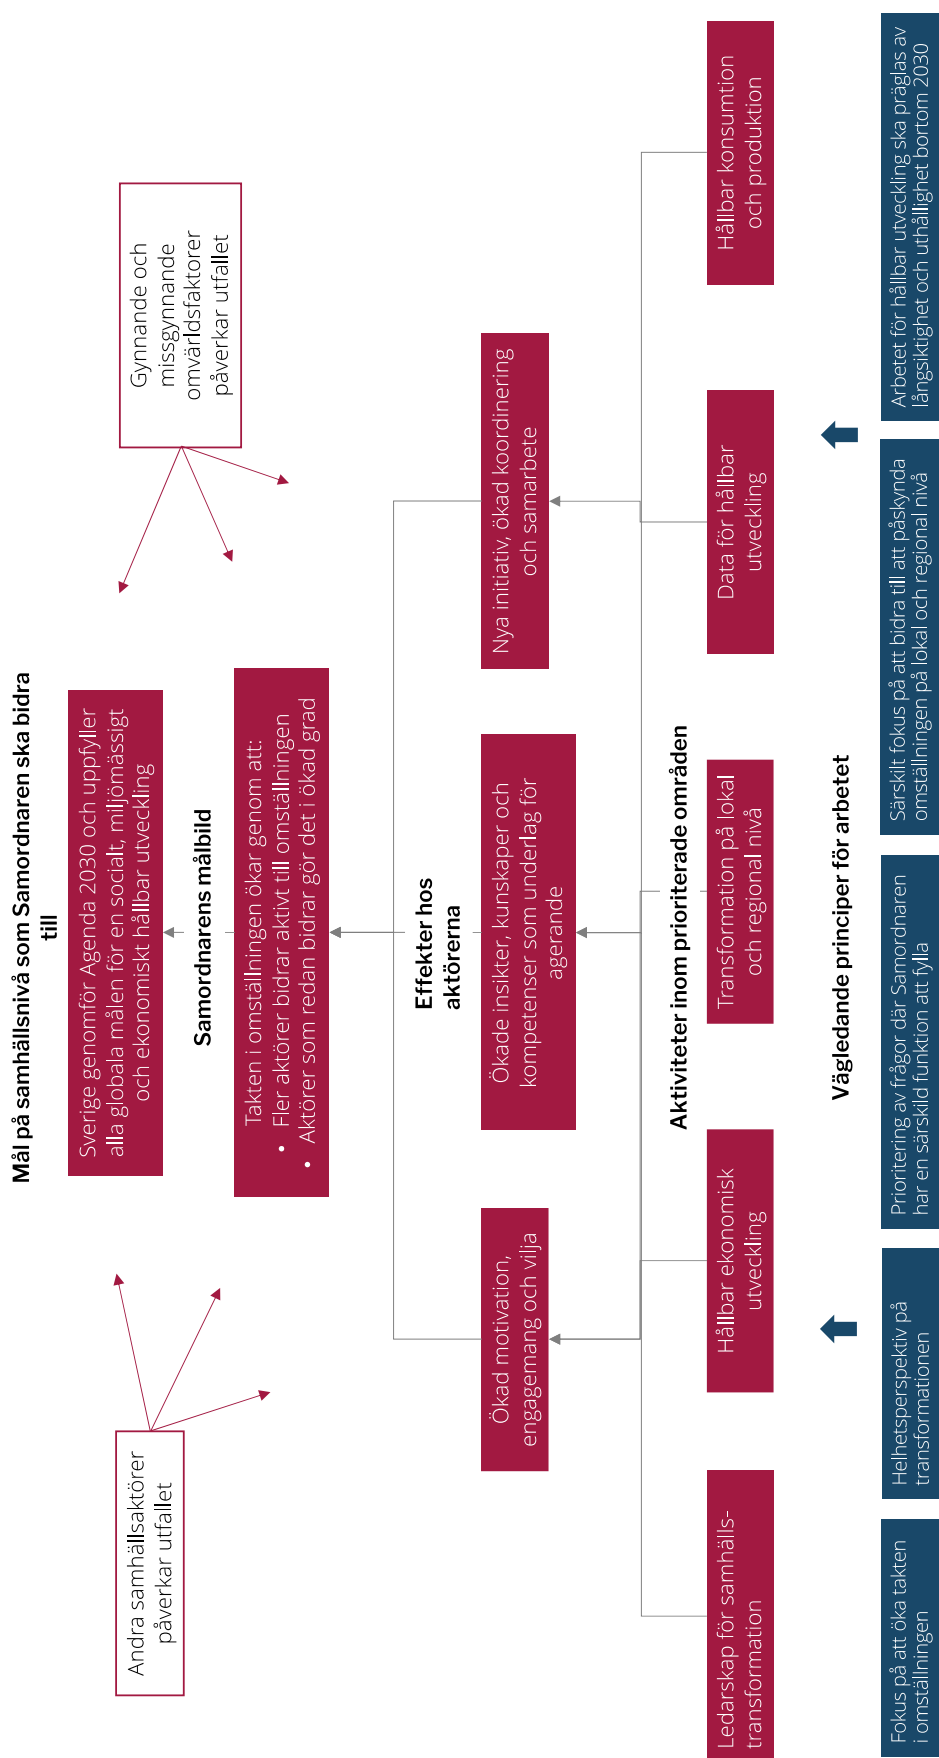 Mål på samhällsnivå som Samordnaren ska bidra
till
Sverige genomför Agenda 2030 och uppfyller
alla globala målen för en socialt, miljömässigt
och ekonomiskt hållbar utveckling
Andra samhällsaktörer
påverkar utfallet
Gynnande och
missgynnande
omvärldsfaktorer
påverkar utfallet
Samordnarens målbild
Takten i omställningen ökar genom att:
• Fler aktörer bidrar aktivt till omställningen
• Aktörer som redan bidrar gör det i ökad grad
Effekter hos
aktörerna
Ökad motivation,
engagemang och vilja
Ökade insikter, kunskaper och
kompetenser som underlag för
agerande
Nya initiativ, ökad koordinering
och samarbete
Aktiviteter inom prioriterade områden
Ledarskap för samhälls-
transformation
Hållbar ekonomisk
utveckling
Transformation på lokal
och regional nivå
Data för hållbar
utveckling
Hållbar konsumtion
och produktion
Vägledande principer för arbetet
Fokus på att öka takten
i omställningen
Helhetsperspektiv på
transformationen
Prioritering av frågor där Samordnaren
har en särskild funktion att fylla
Särskilt fokus på att bidra till att påskynda
omställningen på lokal och regional nivå
Arbetet för hållbar utveckling ska präglas av
långsiktighet och uthållighet bortom 2030